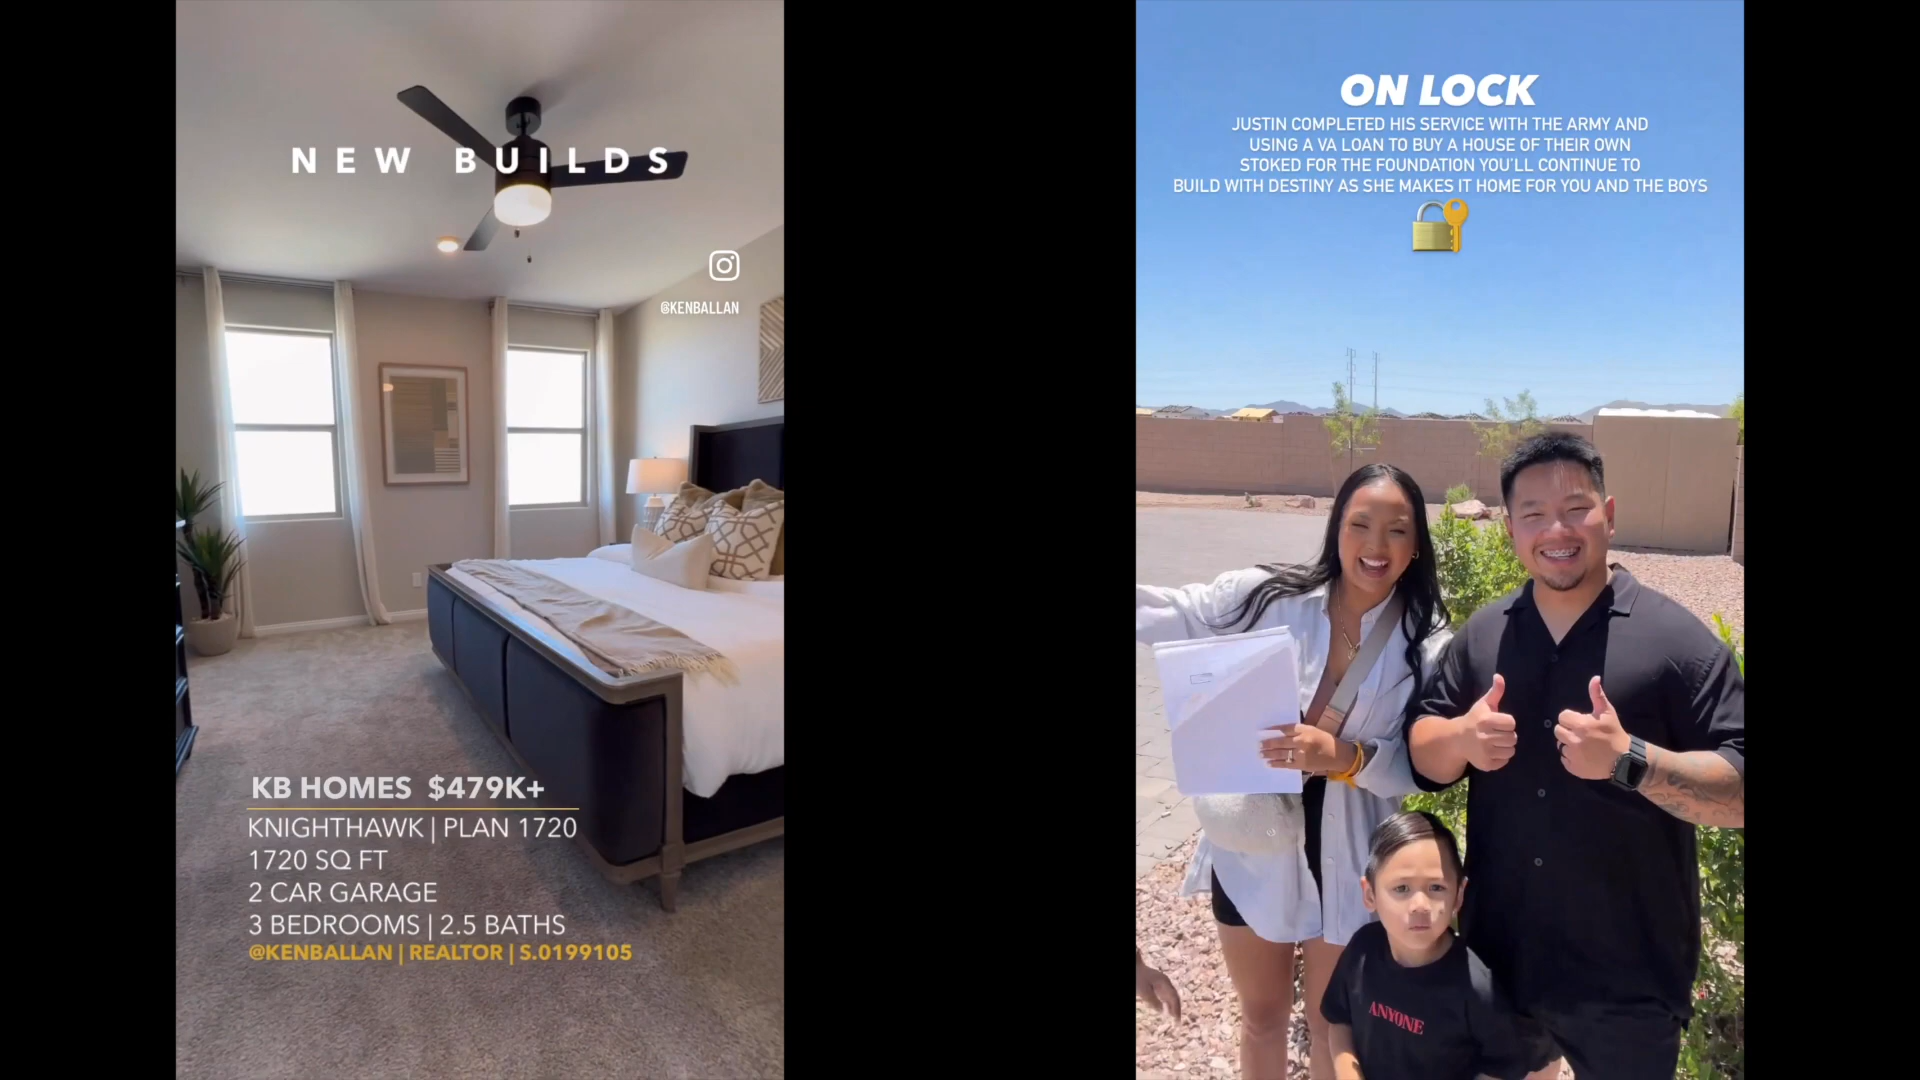 NEW BUILDS
@KENBALLAN
KB HOMES $479K+
KNIGHTHAWK | PLAN 1720
1720 SQ FT
2 CAR GARAGE
3 BEDROOMS | 2.5 BATHS
@KENBALLAN | REALTOR | S.0199105
ON LOCK
JUSTIN COMPLETED HIS SERVICE WITH THE ARMY AND
USING A VA LOAN TO BUY A HOUSE OF THEIR OWN
STOKED FOR THE FOUNDATION YOU'LL CONTINUE TO
BUILD WITH DESTINY AS SHE MAKES IT HOME FOR YOU AND THE BOYS
ANYONE